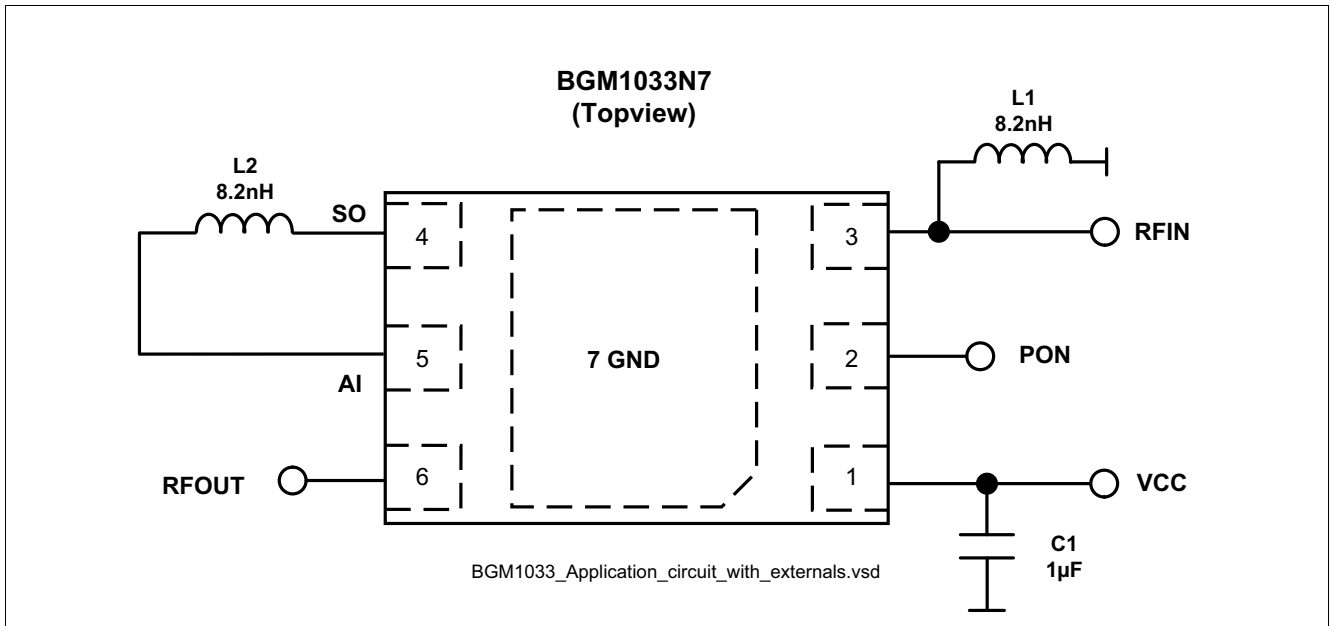 BGM1033N7
(Topview)
L1
8.2nH
L2
8.2nH
SO
4
3
RFIN
5
7 GND
2
PON
AI
RFOUT
6
1
VCC
C1
1µF
BGM1033_Application_circuit_with_externals.vsd